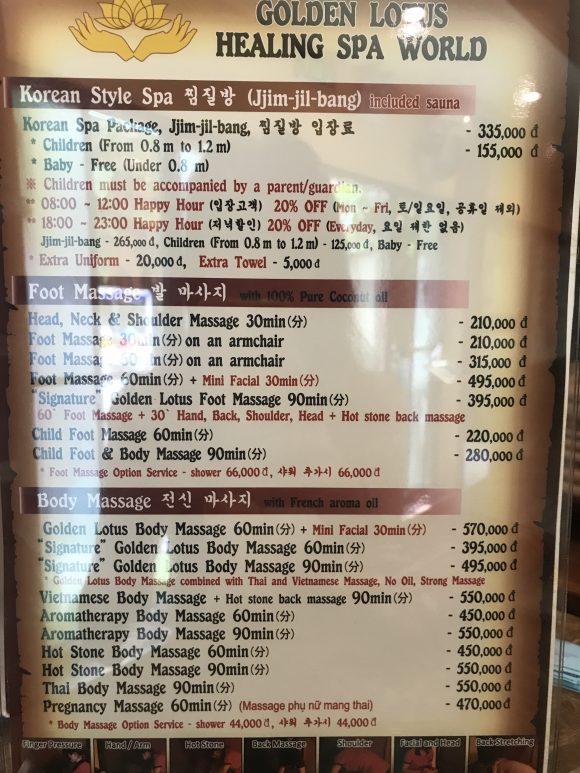 GOLDEN LOTUS
HEALING SPA WORLD
Korean Style Spa 찜질방 (Jjim-jil-bang) included sauna
Korean Spa Package, Jjim-jil-bang, 찜질방 입장료 - 335,000 đ
* Children (From 0.8 m to 1.2 m) - 155,000 đ
* Baby - Free (Under 0.8 m)
※ Children must be accompanied by a parent/guardian.
** 08:00 ~ 12:00 Happy Hour (입장고객) 20% OFF (Mon ~ Fri, 토/일요일, 공휴일 제외)
** 18:00 ~ 23:00 Happy Hour (저녁할인) 20% OFF (Everyday, 요일 제한 없음)
Jjim-jil-bang - 265,000 đ, Children (From 0.8 m to 1.2 m) - 125,000 đ, Baby - Free
* Extra Uniform - 20,000 đ, Extra Towel - 5,000 đ
Foot Massage 발 마사지 with 100% Pure Coconut oil
Head, Neck & Shoulder Massage 30min(分) - 210,000 đ
Foot Massage 30min(分) on an armchair - 210,000 đ
Foot Massage 60min(分) on an armchair - 315,000 đ
Foot Massage 60min(分) + Mini Facial 30min(分) - 495,000 đ
"Signature" Golden Lotus Foot Massage 90min(分) - 395,000 đ
60` Foot Massage + 30` Hand, Back, Shoulder, Head + Hot stone back massage
Child Foot Massage 60min(分) - 220,000 đ
Child Foot & Body Massage 90min(分) - 280,000 đ
* Foot Massage Option Service - shower 66,000 đ, 샤워 추가시 66,000 đ
Body Massage 전신 마사지 with French aroma oil
Golden Lotus Body Massage 60min(分) + Mini Facial 30min(分) - 570,000 đ
"Signature" Golden Lotus Body Massage 60min(分) - 395,000 đ
"Signature" Golden Lotus Body Massage 90min(分) - 495,000 đ
* Golden Lotus Body Massage combined with Thai and Vietnamese Massage, No Oil, Strong Massage
Vietnamese Body Massage + Hot stone back massage 90min(分) - 550,000 đ
Aromatherapy Body Massage 60min(分) - 450,000 đ
Aromatherapy Body Massage 90min(分) - 550,000 đ
Hot Stone Body Massage 60min(分) - 450,000 đ
Hot Stone Body Massage 90min(分) - 550,000 đ
Thai Body Massage 90min(分) - 550,000 đ
Pregnancy Massage 60min(分) (Massage phụ nữ mang thai) - 470,000 đ
* Body Massage Option Service - shower 44,000 đ, 샤워 추가시 44,000 đ
Finger Pressure Hand / Arm Hot Stone Back Massage Shoulder Facial and Head Back Stretching